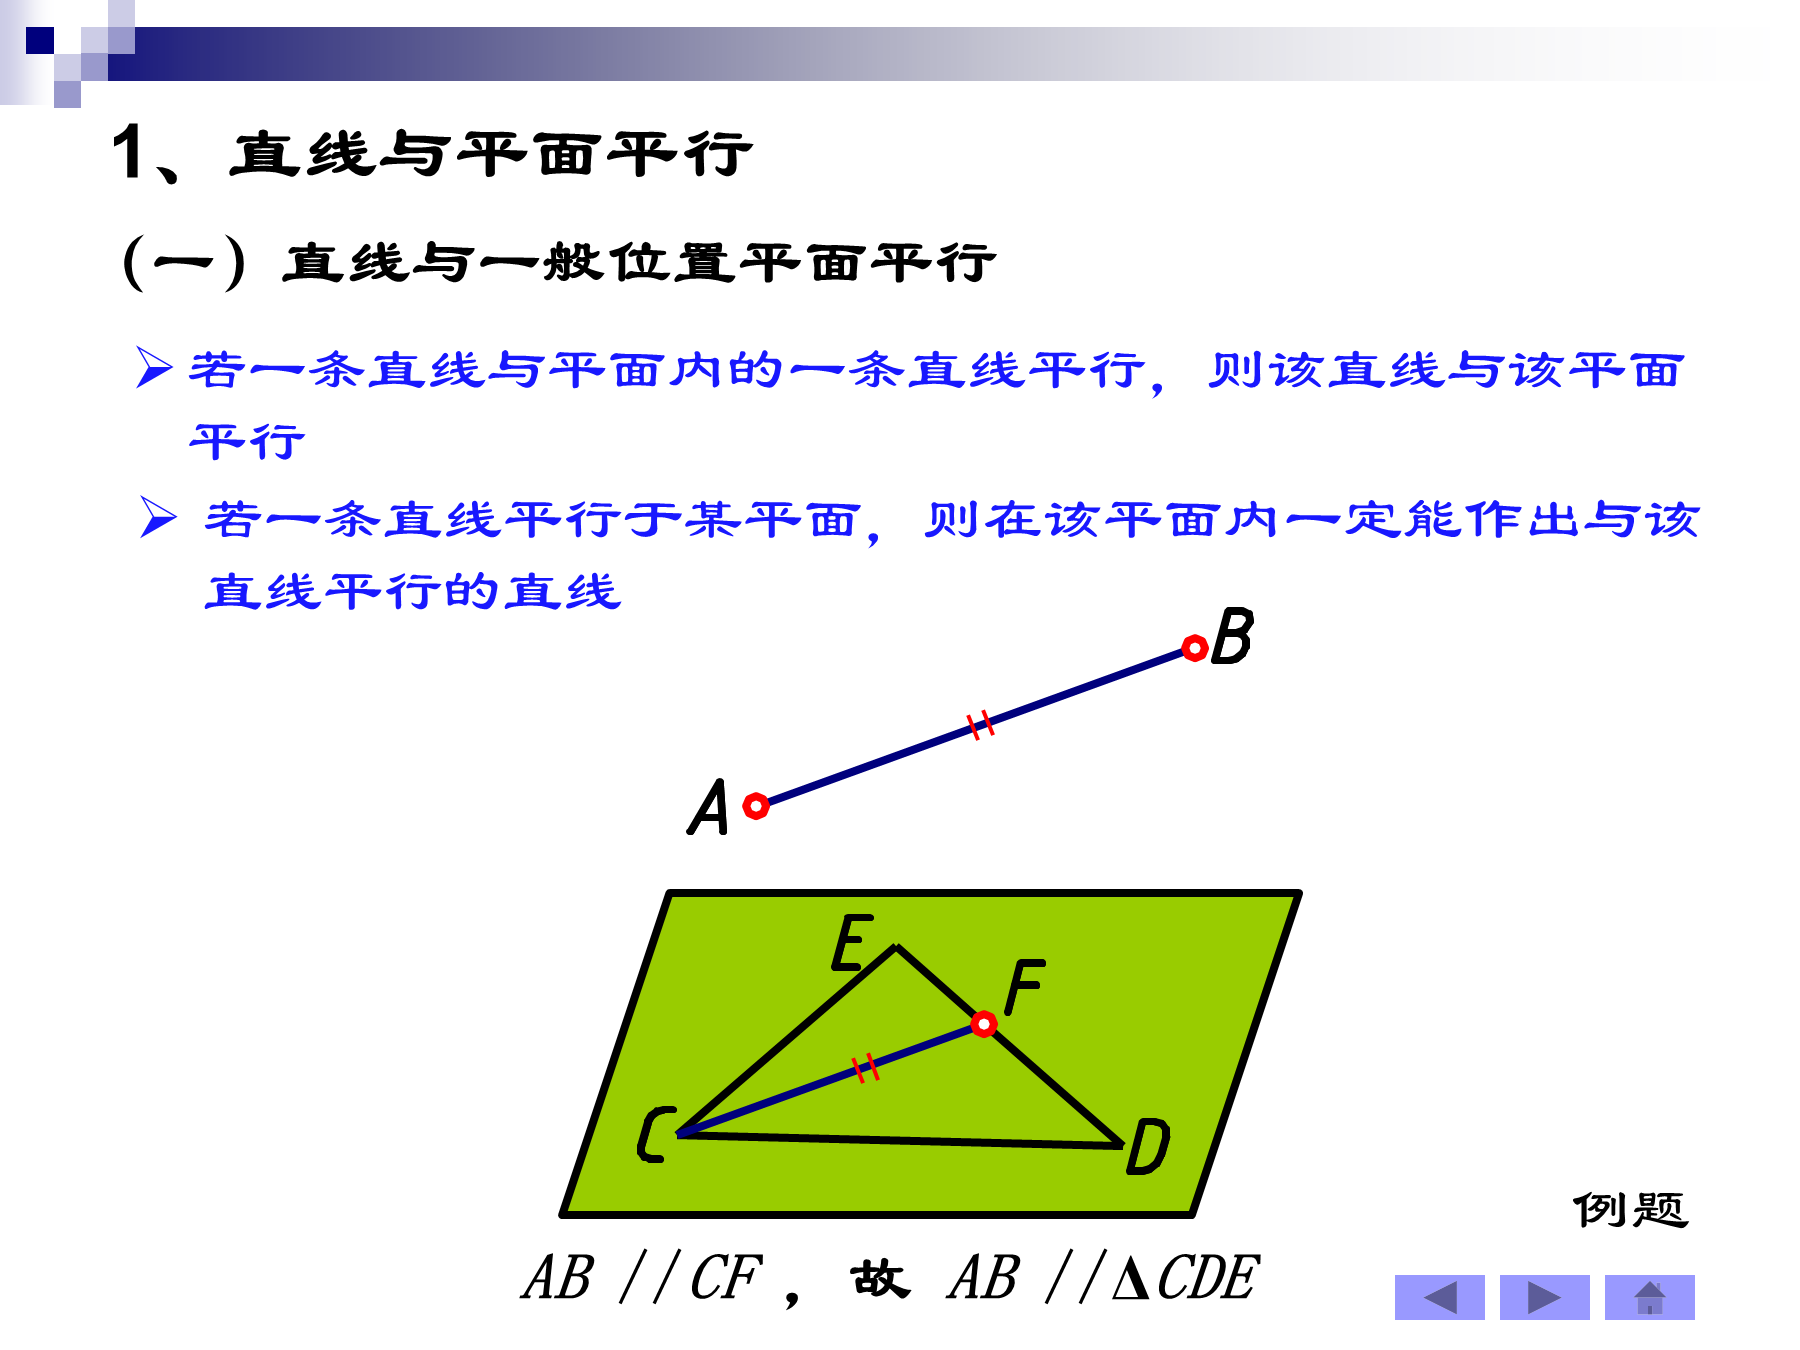 1、直线与平面平行
（一）直线与一般位置平面平行
若一条直线与平面内的一条直线平行，则该直线与该平面
平行
若一条直线平行于某平面，则在该平面内一定能作出与该
直线平行的直线
B
A
E
F
C
D
例题
AB //CF ，故 AB //ΔCDE